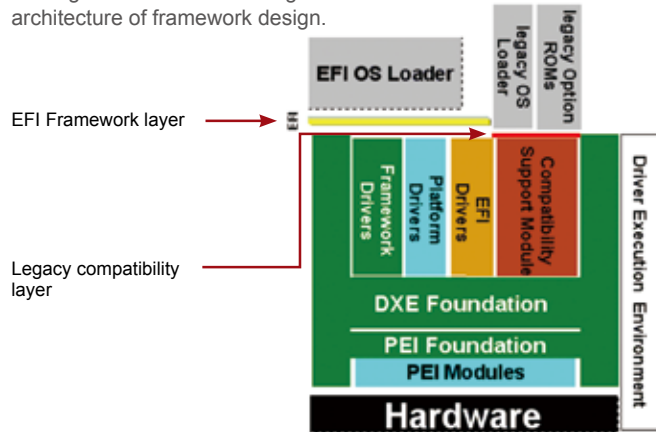 architecture of framework design.
EFI OS Loader
legacy OS
Loader
legacy Option
ROMs
EFI Framework layer
EFI
Framework
Drivers
Platform
Drivers
EFI
Drivers
Compatibility
Support Module
Driver Execution Environment
Legacy compatibility
layer
DXE Foundation
PEI Foundation
PEI Modules
Hardware